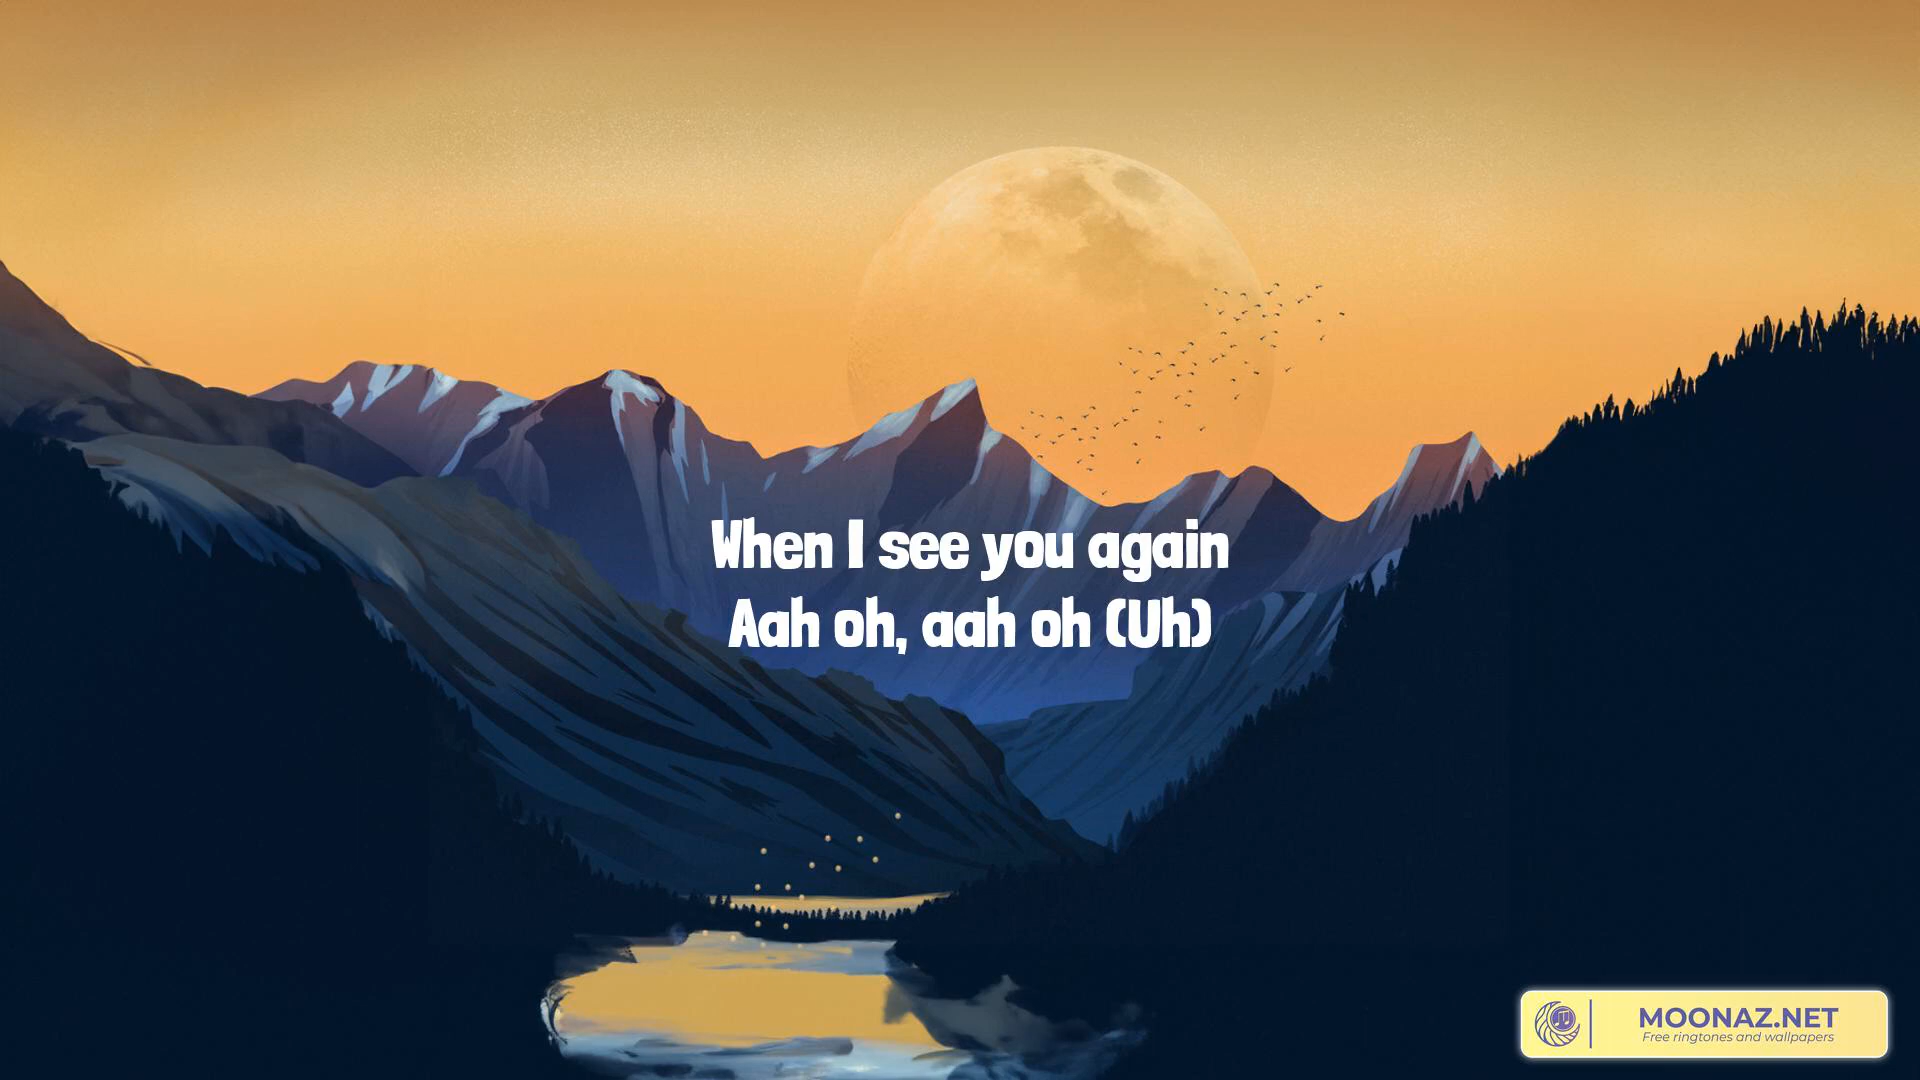 When I see you again
Aah oh, aah oh (Uh)
MOONAZ.NET
Free ringtones and wallpapers